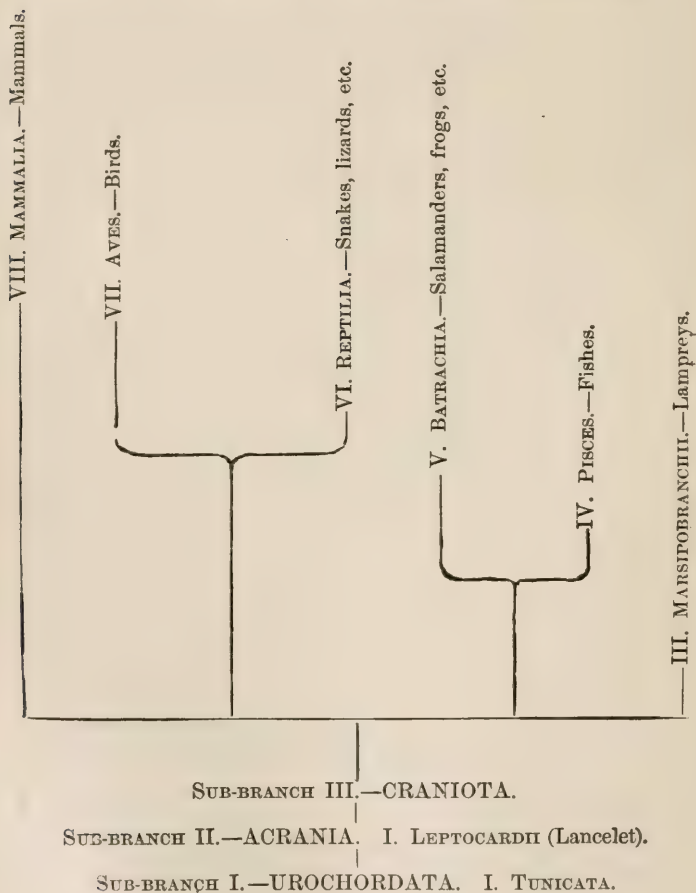 VIII. MAMMALIA.—Mammals.
VII. AVES.—Birds.
VI. REPTILIA.—Snakes, lizards, etc.
V. BATRACHIA.—Salamanders, frogs, etc.
IV. PISCES.—Fishes.
III. MARSIPOBRANCHII.—Lampreys.
SUB-BRANCH III.—CRANIOTA.
SUB-BRANCH II.—ACRANIA. I. LEPTOCARDII (Lancelet).
SUB-BRANCH I.—UROCHORDATA. I. TUNICATA.